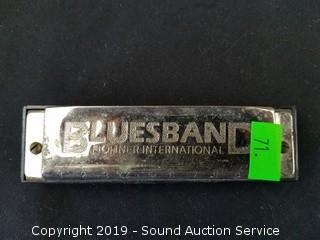 BLUESBAND
HOHNER INTERNATIONAL
71.
Copyright 2019 - Sound Auction Service